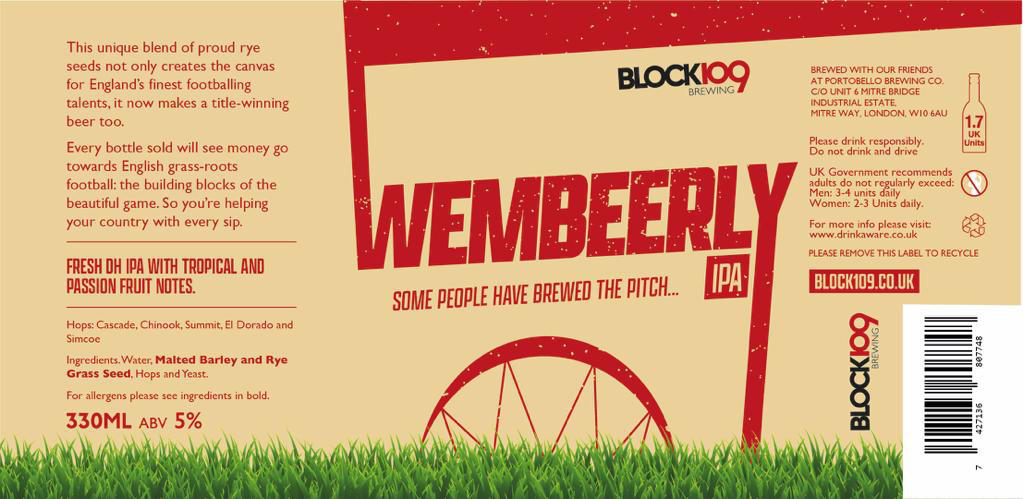 This unique blend of proud rye
seeds not only creates the canvas
for England's finest footballing
talents, it now makes a title-winning
beer too.
Every bottle sold will see money go
towards English grass-roots
football: the building blocks of the
beautiful game. So you're helping
your country with every sip.
FRESH DH IPA WITH TROPICAL AND
PASSION FRUIT NOTES.
Hops: Cascade, Chinook, Summit, El Dorado and
Simcoe
Ingredients. Water, Malted Barley and Rye
Grass Seed, Hops and Yeast.
For allergens please see ingredients in bold.
330ML ABV 5%
BLOCK109
BREWING
WEMBEERLY
IPA
SOME PEOPLE HAVE BREWED THE PITCH...
BREWED WITH OUR FRIENDS
AT PORTOBELLO BREWING CO.
C/O UNIT 6 MITRE BRIDGE
INDUSTRIAL ESTATE,
MITRE WAY, LONDON, W10 6AU
1.7
UK
Units
Please drink responsibly.
Do not drink and drive
UK Government recommends
adults do not regularly exceed:
Men: 3-4 units daily
Women: 2-3 Units daily.
For more info please visit:
www.drinkaware.co.uk
PLEASE REMOVE THIS LABEL TO RECYCLE
BLOCK109.CO.UK
BLOCK109
BREWING
7 427136 807748